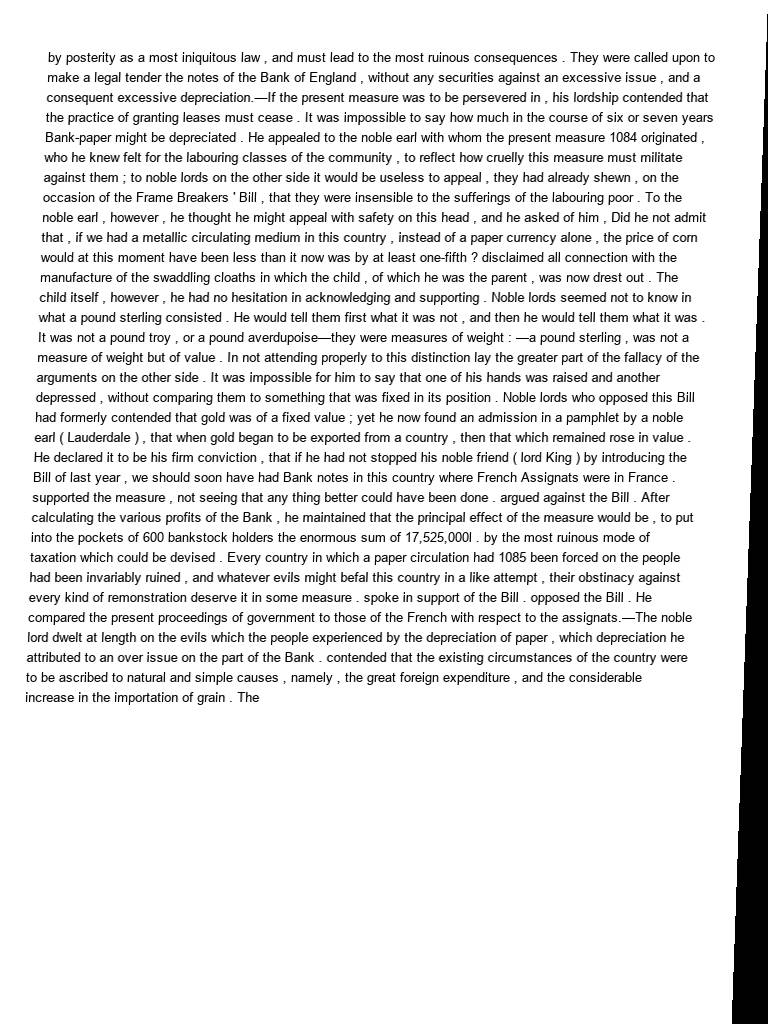 by posterity as a most iniquitous law , and must lead to the most ruinous consequences . They were called upon to
make a legal tender the notes of the Bank of England , without any securities against an excessive issue , and a
consequent excessive depreciation.—If the present measure was to be persevered in , his lordship contended that
the practice of granting leases must cease . It was impossible to say how much in the course of six or seven years
Bank-paper might be depreciated . He appealed to the noble earl with whom the present measure 1084 originated ,
who he knew felt for the labouring classes of the community , to reflect how cruelly this measure must militate
against them ; to noble lords on the other side it would be useless to appeal , they had already shewn , on the
occasion of the Frame Breakers ' Bill , that they were insensible to the sufferings of the labouring poor . To the
noble earl , however , he thought he might appeal with safety on this head , and he asked of him , Did he not admit
that , if we had a metallic circulating medium in this country , instead of a paper currency alone , the price of corn
would at this moment have been less than it now was by at least one-fifth ? disclaimed all connection with the
manufacture of the swaddling cloaths in which the child , of which he was the parent , was now drest out . The
child itself , however , he had no hesitation in acknowledging and supporting . Noble lords seemed not to know in
what a pound sterling consisted . He would tell them first what it was not , and then he would tell them what it was .
It was not a pound troy , or a pound averdupoise—they were measures of weight : —a pound sterling , was not a
measure of weight but of value . In not attending properly to this distinction lay the greater part of the fallacy of the
arguments on the other side . It was impossible for him to say that one of his hands was raised and another
depressed , without comparing them to something that was fixed in its position . Noble lords who opposed this Bill
had formerly contended that gold was of a fixed value ; yet he now found an admission in a pamphlet by a noble
earl ( Lauderdale ) , that when gold began to be exported from a country , then that which remained rose in value .
He declared it to be his firm conviction , that if he had not stopped his noble friend ( lord King ) by introducing the
Bill of last year , we should soon have had Bank notes in this country where French Assignats were in France .
supported the measure , not seeing that any thing better could have been done . argued against the Bill . After
calculating the various profits of the Bank , he maintained that the principal effect of the measure would be , to put
into the pockets of 600 bankstock holders the enormous sum of 17,525,000l . by the most ruinous mode of
taxation which could be devised . Every country in which a paper circulation had 1085 been forced on the people
had been invariably ruined , and whatever evils might befal this country in a like attempt , their obstinacy against
every kind of remonstration deserve it in some measure . spoke in support of the Bill . opposed the Bill . He
compared the present proceedings of government to those of the French with respect to the assignats.—The noble
lord dwelt at length on the evils which the people experienced by the depreciation of paper , which depreciation he
attributed to an over issue on the part of the Bank . contended that the existing circumstances of the country were
to be ascribed to natural and simple causes , namely , the great foreign expenditure , and the considerable
increase in the importation of grain . The